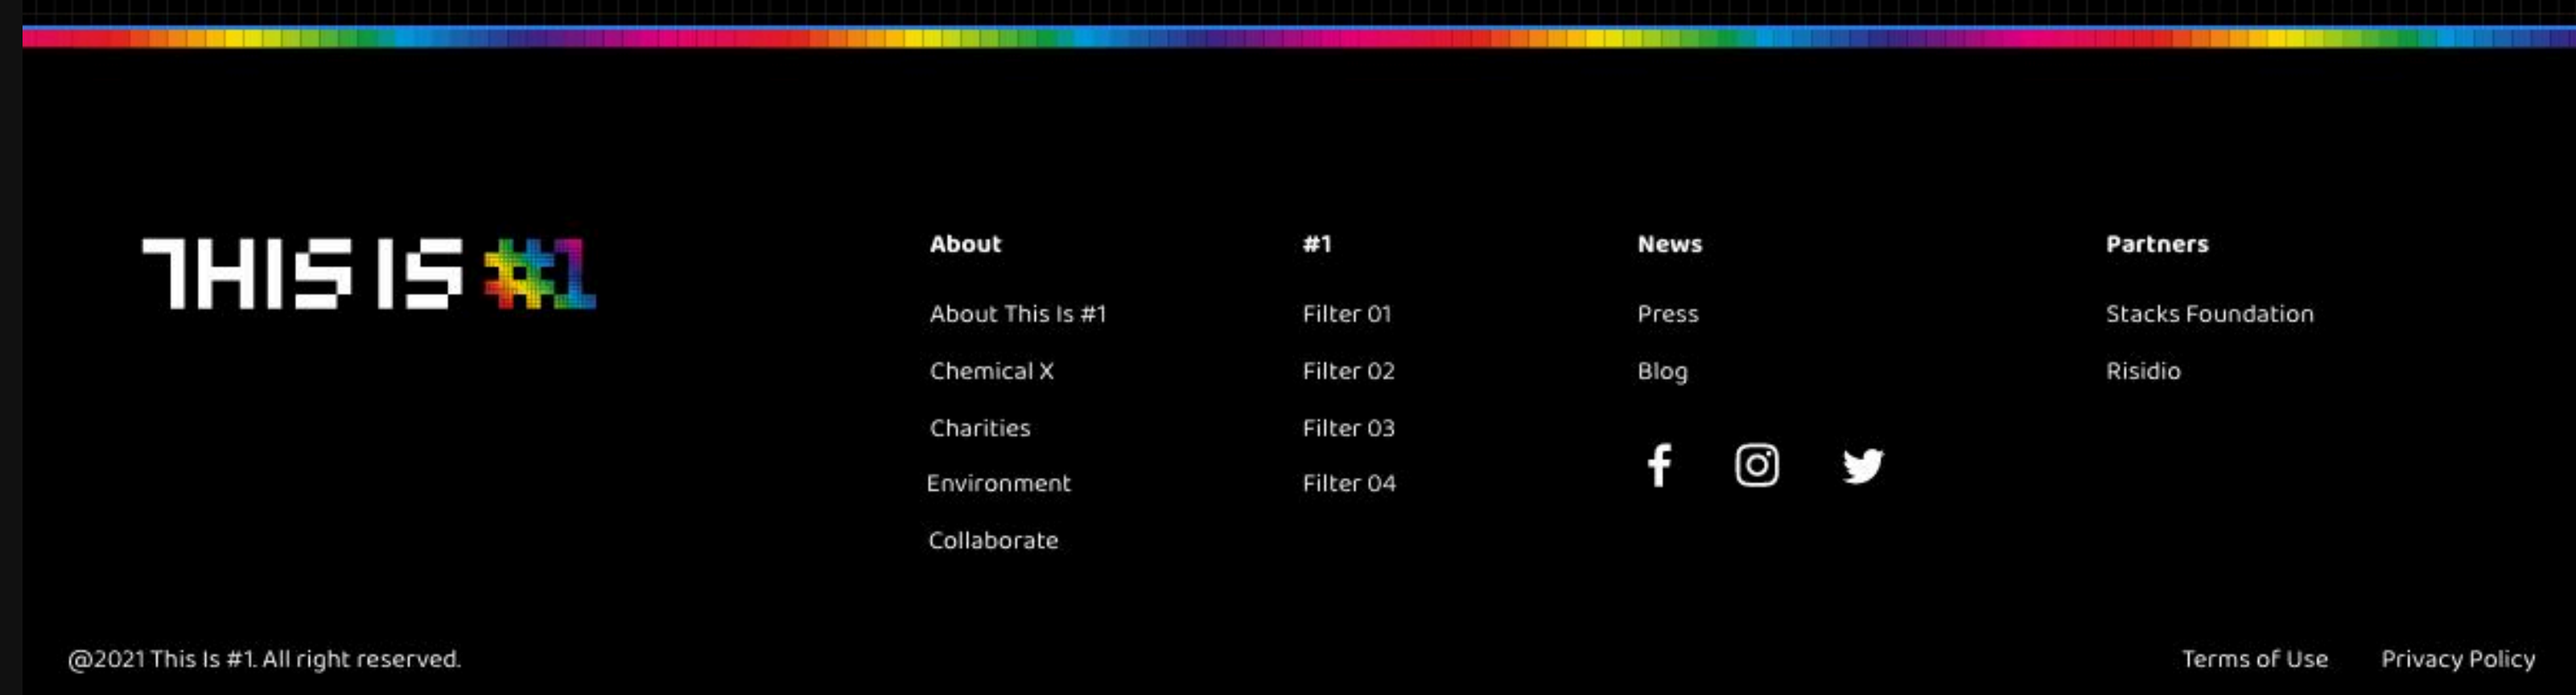 THIS IS #1
About
About This Is #1
Chemical X
Charities
Environment
Collaborate
#1
Filter 01
Filter 02
Filter 03
Filter 04
News
Press
Blog
Partners
Stacks Foundation
Risidio
@2021 This Is #1. All right reserved.
Terms of Use
Privacy Policy